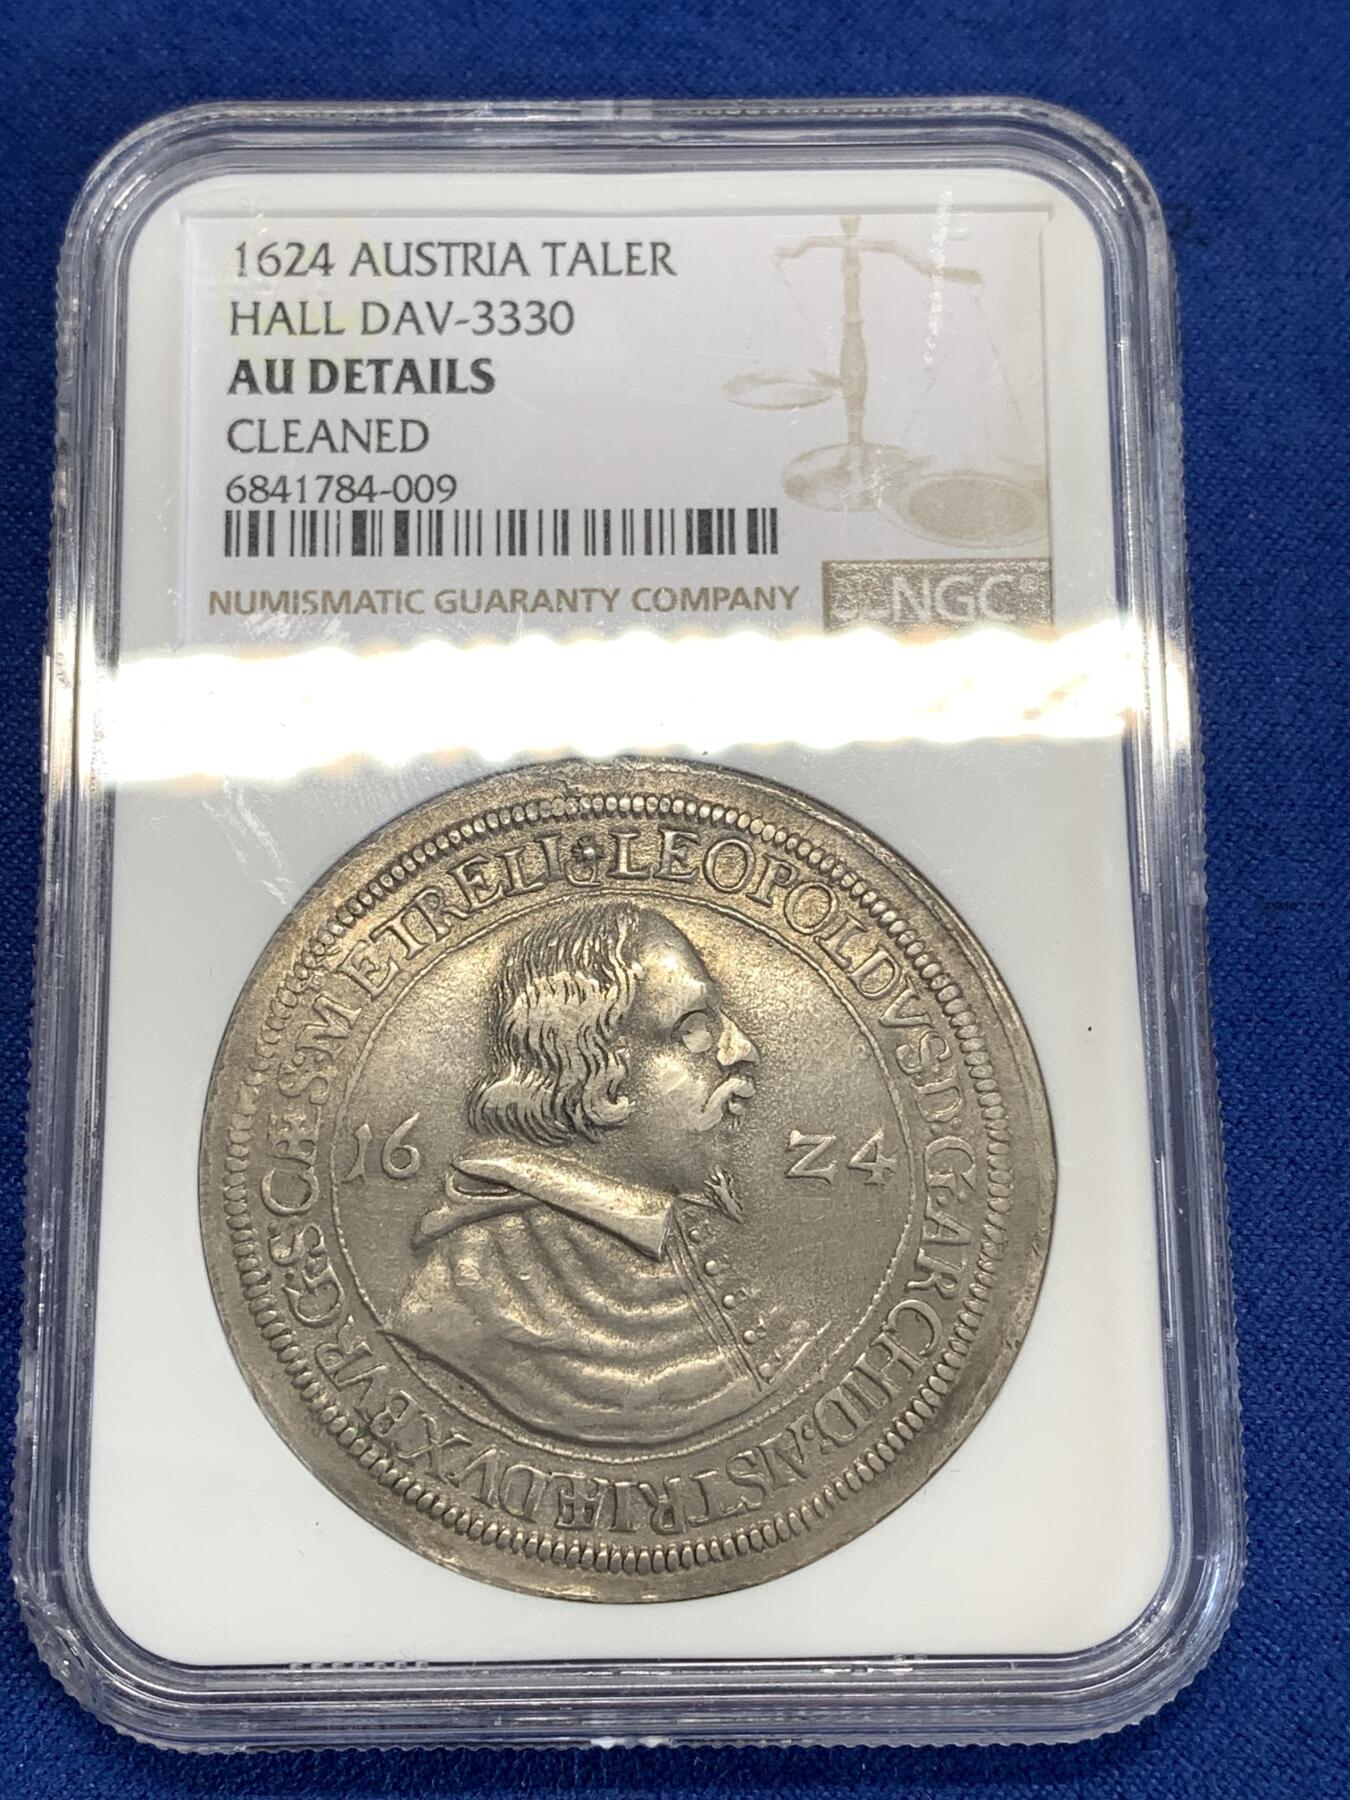 1624 AUSTRIA TALER
HALL DAV-3330
AU DETAILS
CLEANED
6841784-009
NUMISMATIC GUARANTY COMPANY
NGC®
LEOPOLDVS·D:G·ARCHID:AVSTRIÆ DVX BVRG·S·CÆS·M ET RELI
16 Z4